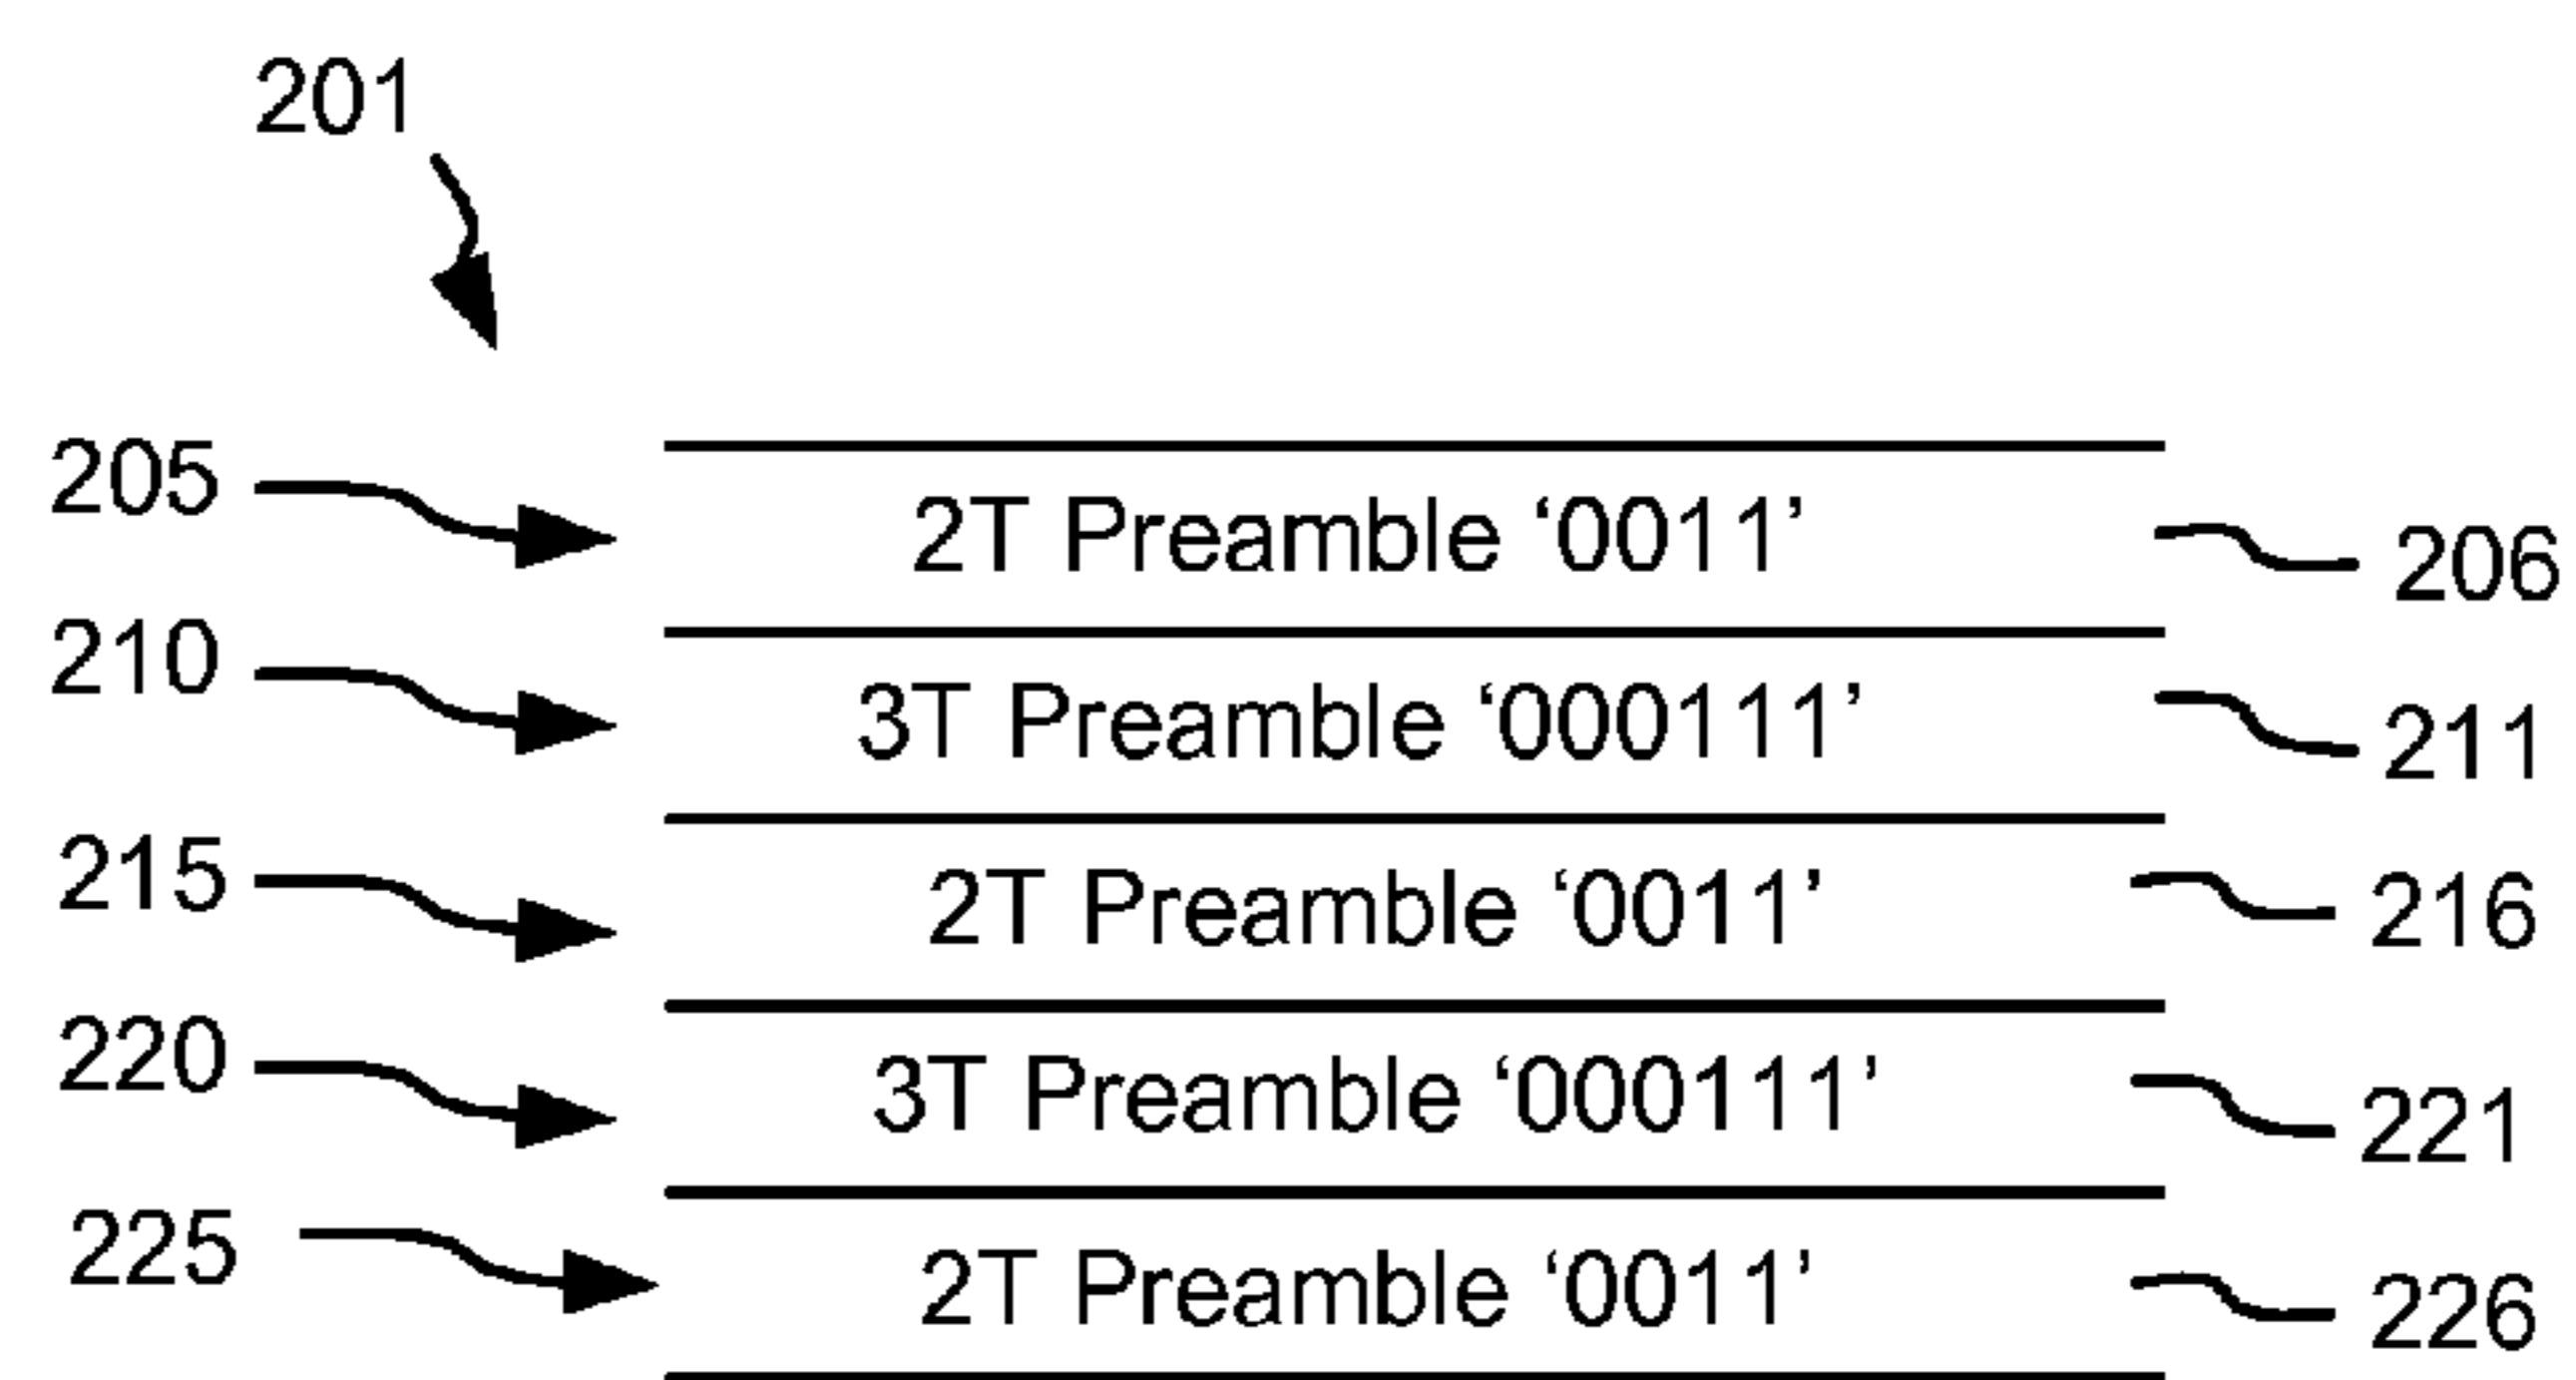 201
205 2T Preamble ‘0011’ 206
210 3T Preamble ‘000111’ 211
215 2T Preamble ‘0011’ 216
220 3T Preamble ‘000111’ 221
225 2T Preamble ‘0011’ 226